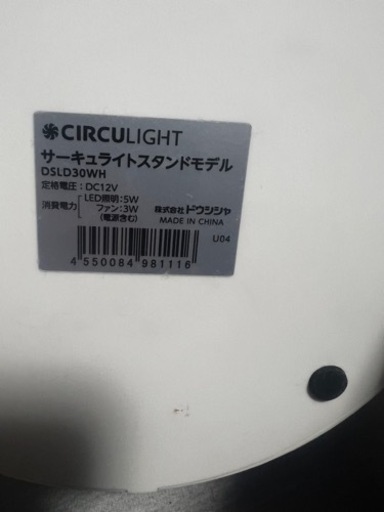 CIRCULIGHT
サーキュライトスタンドモデル
DSLD30WH
定格電圧:DC12V
消費電力 LED照明:5W
ファン:3W
(電源含む)
株式会社ドウシシャ
MADE IN CHINA
U04
4 550084 981116